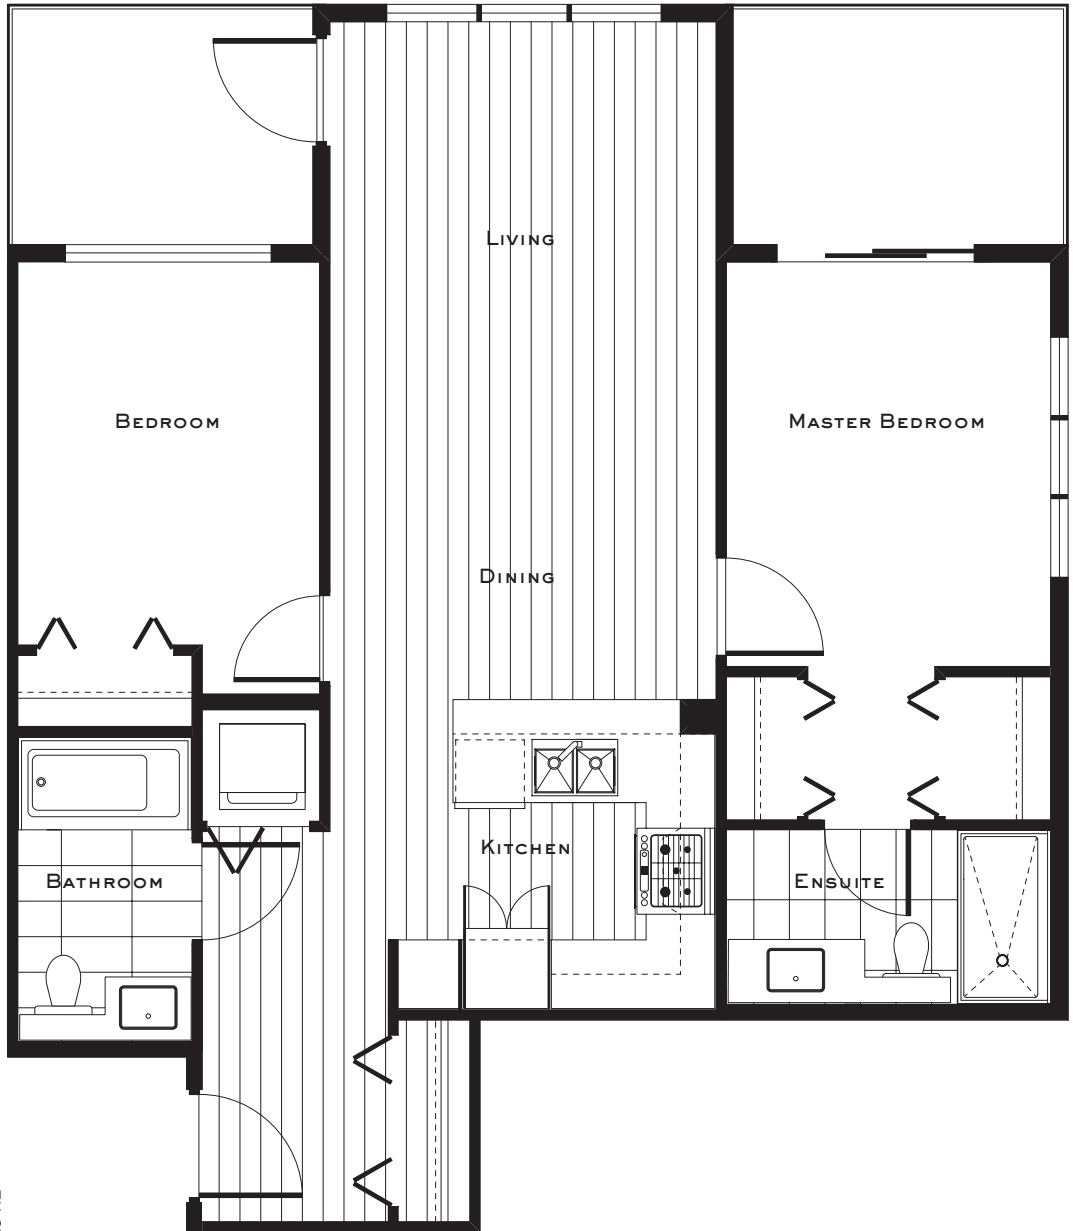 Living
Bedroom
Master Bedroom
Dining
Kitchen
Bathroom
Ensuite